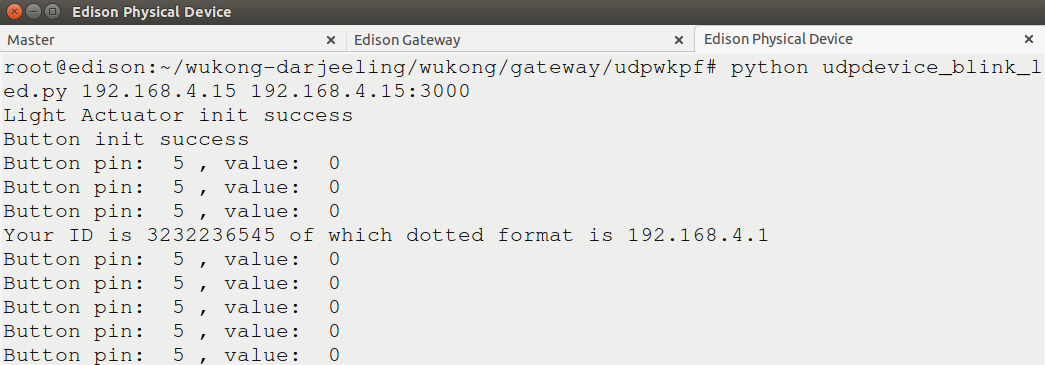 Edison Physical Device
Master × Edison Gateway × Edison Physical Device ×
root@edison:~/wukong-darjeeling/wukong/gateway/udpwkpf# python udpdevice_blink_l
ed.py 192.168.4.15 192.168.4.15:3000
Light Actuator init success
Button init success
Button pin:  5 , value:  0
Button pin:  5 , value:  0
Button pin:  5 , value:  0
Your ID is 3232236545 of which dotted format is 192.168.4.1
Button pin:  5 , value:  0
Button pin:  5 , value:  0
Button pin:  5 , value:  0
Button pin:  5 , value:  0
Button pin:  5 , value:  0